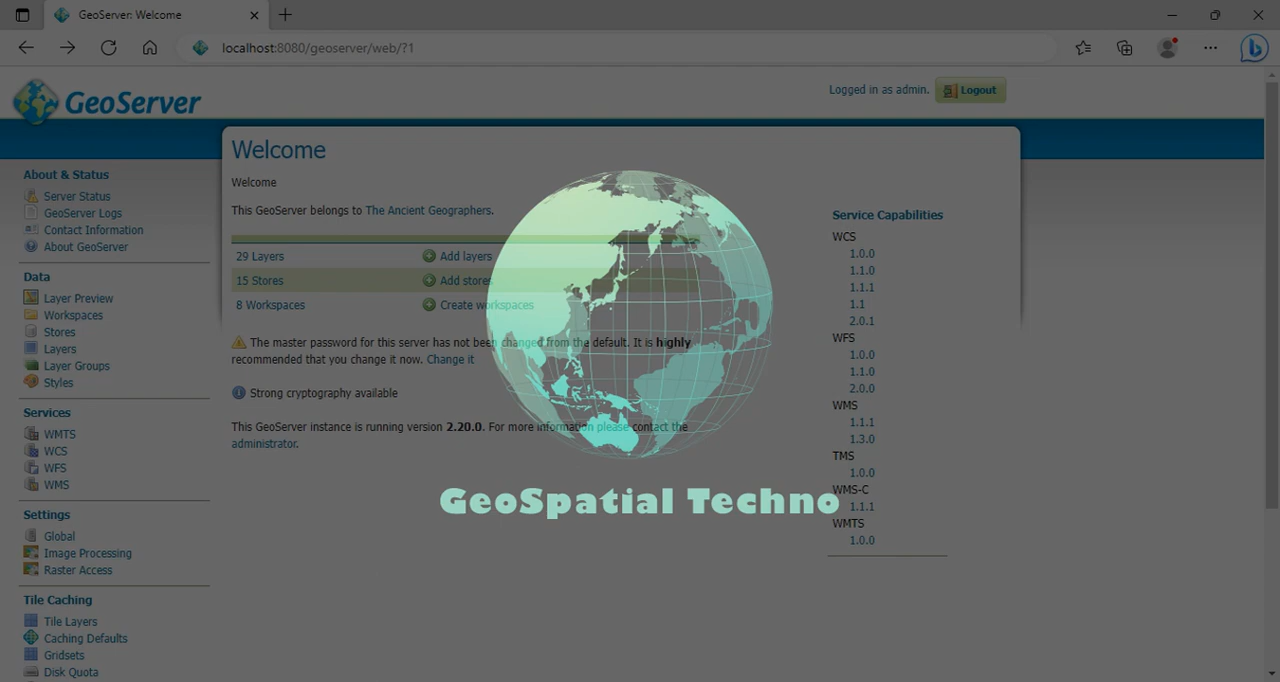 GeoServer: Welcome
localhost:8080/geoserver/web/?1
GeoServer
Logged in as admin.
Logout
About & Status
Server Status
GeoServer Logs
Contact Information
About GeoServer
Data
Layer Preview
Workspaces
Stores
Layers
Layer Groups
Styles
Services
WMTS
WCS
WFS
WMS
Settings
Global
Image Processing
Raster Access
Tile Caching
Tile Layers
Caching Defaults
Gridsets
Disk Quota
Welcome
Welcome
This GeoServer belongs to The Ancient Geographers.
29 Layers Add layers
15 Stores Add stores
8 Workspaces Create workspaces
The master password for this server has not been changed from the default. It is highly
recommended that you change it now. Change it
Strong cryptography available
This GeoServer instance is running version 2.20.0. For more information please contact the
administrator.
GeoSpatial Techno
Service Capabilities
WCS
1.0.0
1.1.0
1.1.1
1.1
2.0.1
WFS
1.0.0
1.1.0
2.0.0
WMS
1.1.1
1.3.0
TMS
1.0.0
WMS-C
1.1.1
WMTS
1.0.0